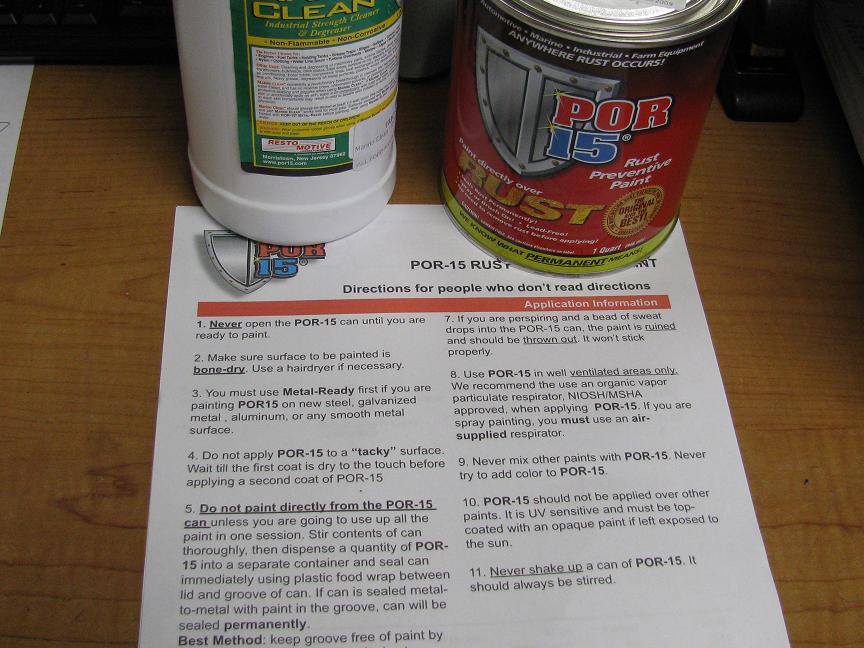 CLEAN
Industrial Strength Cleaner
& Degreaser
Non-Flammable • Non-Corrosive
KEEP OUT OF THE REACH OF CHILDREN
RESTOMOTIVE
Morristown, New Jersey 07962
www.por15.com
Marine Clean
Automotive • Marine • Industrial • Farm Equipment
ANYWHERE RUST OCCURS!
POR
15®
Rust
Preventive
Paint
Paint directly over
RUST
Lead-Free!
remove rust before applying!
THE
ORIGINAL
BEST!
1 Quart
WE KNOW WHAT PERMANENT MEANS!
POR
15
POR-15 RUST
Directions for people who don't read directions
Application Information
1. Never open the POR-15 can until you are
ready to paint.
2. Make sure surface to be painted is
bone-dry. Use a hairdryer if necessary.
3. You must use Metal-Ready first if you are
painting POR15 on new steel, galvanized
metal , aluminum, or any smooth metal
surface.
4. Do not apply POR-15 to a "tacky" surface.
Wait till the first coat is dry to the touch before
applying a second coat of POR-15
5. Do not paint directly from the POR-15
can unless you are going to use up all the
paint in one session. Stir contents of can
thoroughly, then dispense a quantity of POR-
15 into a separate container and seal can
immediately using plastic food wrap between
lid and groove of can. If can is sealed metal-
to-metal with paint in the groove, can will be
sealed permanently.
Best Method: keep groove free of paint by
7. If you are perspiring and a bead of sweat
drops into the POR-15 can, the paint is ruined
and should be thrown out. It won't stick
properly.
8. Use POR-15 in well ventilated areas only.
We recommend the use an organic vapor
particulate respirator, NIOSH/MSHA
approved, when applying POR-15. If you are
spray painting, you must use an air-
supplied respirator.
9. Never mix other paints with POR-15. Never
try to add color to POR-15.
10. POR-15 should not be applied over other
paints. It is UV sensitive and must be top-
coated with an opaque paint if left exposed to
the sun.
11. Never shake up a can of POR-15. It
should always be stirred.